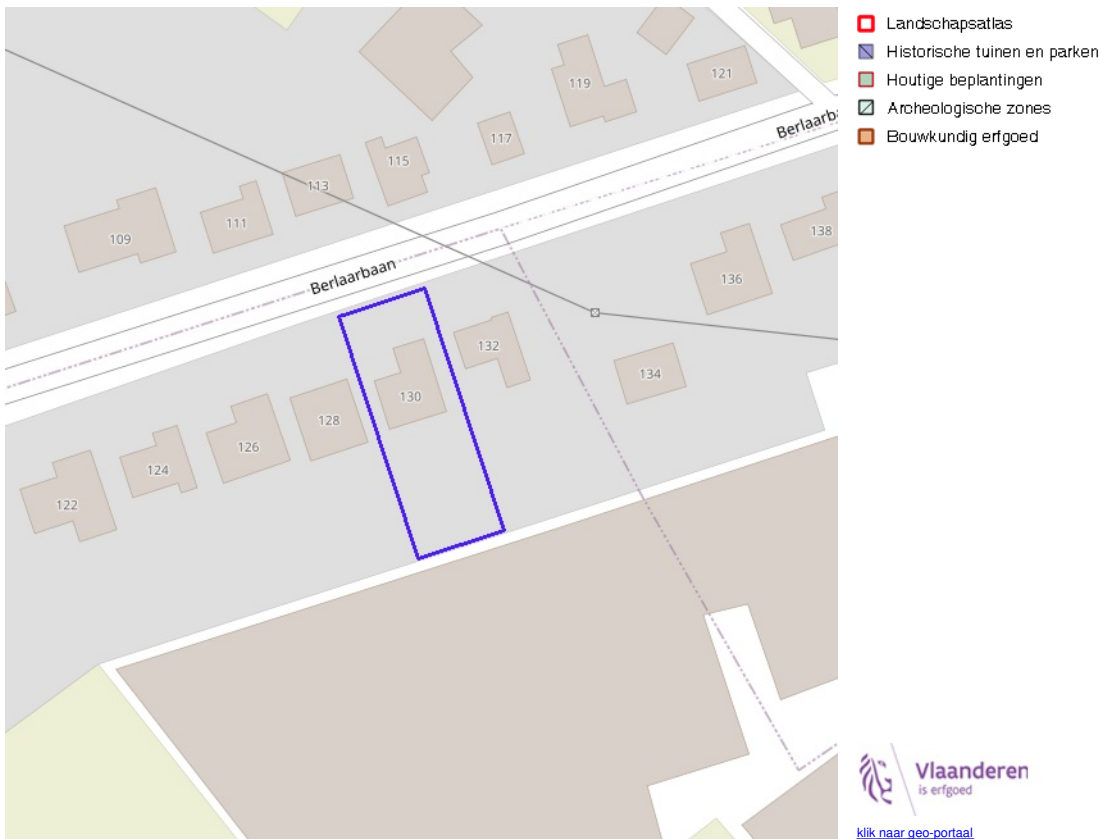 Landschapsatlas
Historische tuinen en parken
Houtige beplantingen
Archeologische zones
Bouwkundig erfgoed
119
121
117
Berlaarba
115
113
111
109
138
136
Berlaarbaan
132
134
130
128
126
124
122
Vlaanderen
is erfgoed
klik naar geo-portaal